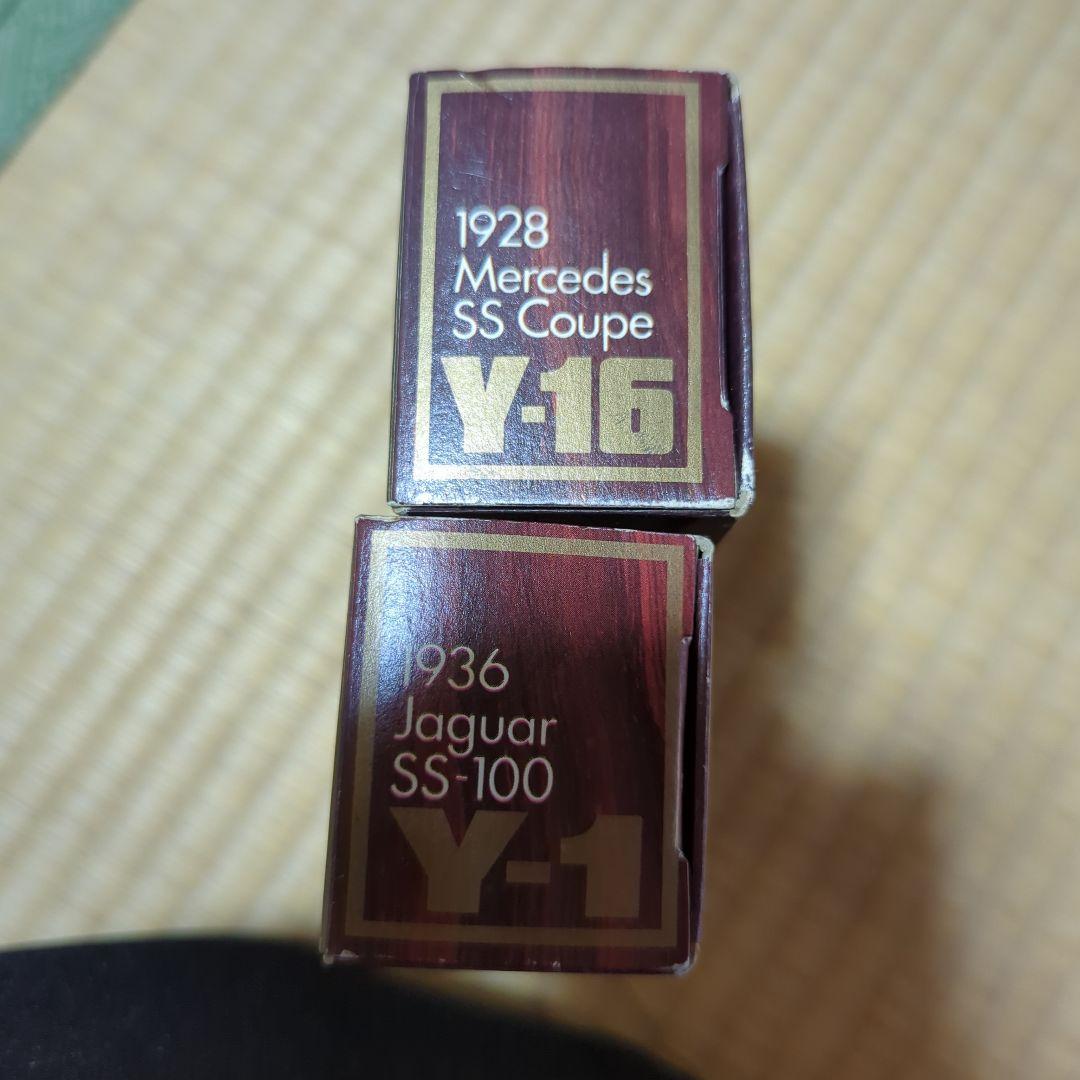 1928
Mercedes
SS Coupe
Y-16
1936
Jaguar
SS-100
Y-1